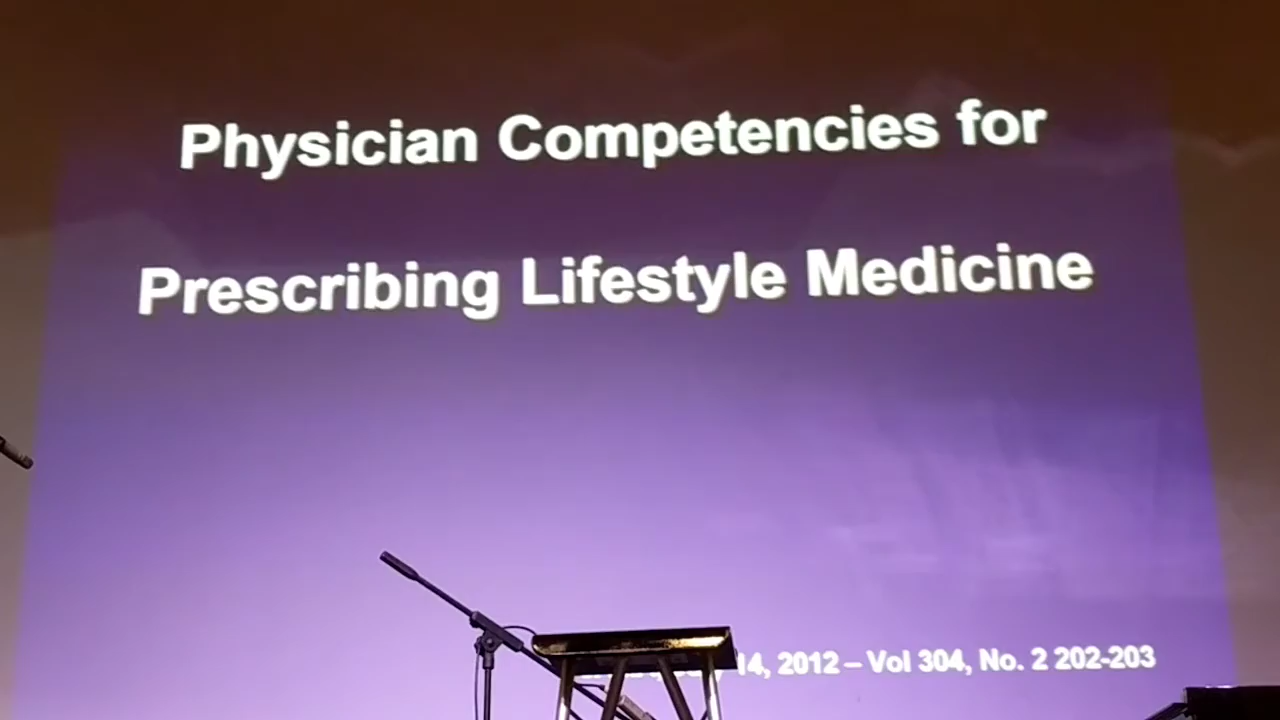 Physician Competencies for
Prescribing Lifestyle Medicine
14, 2012 – Vol 304, No. 2 202-203